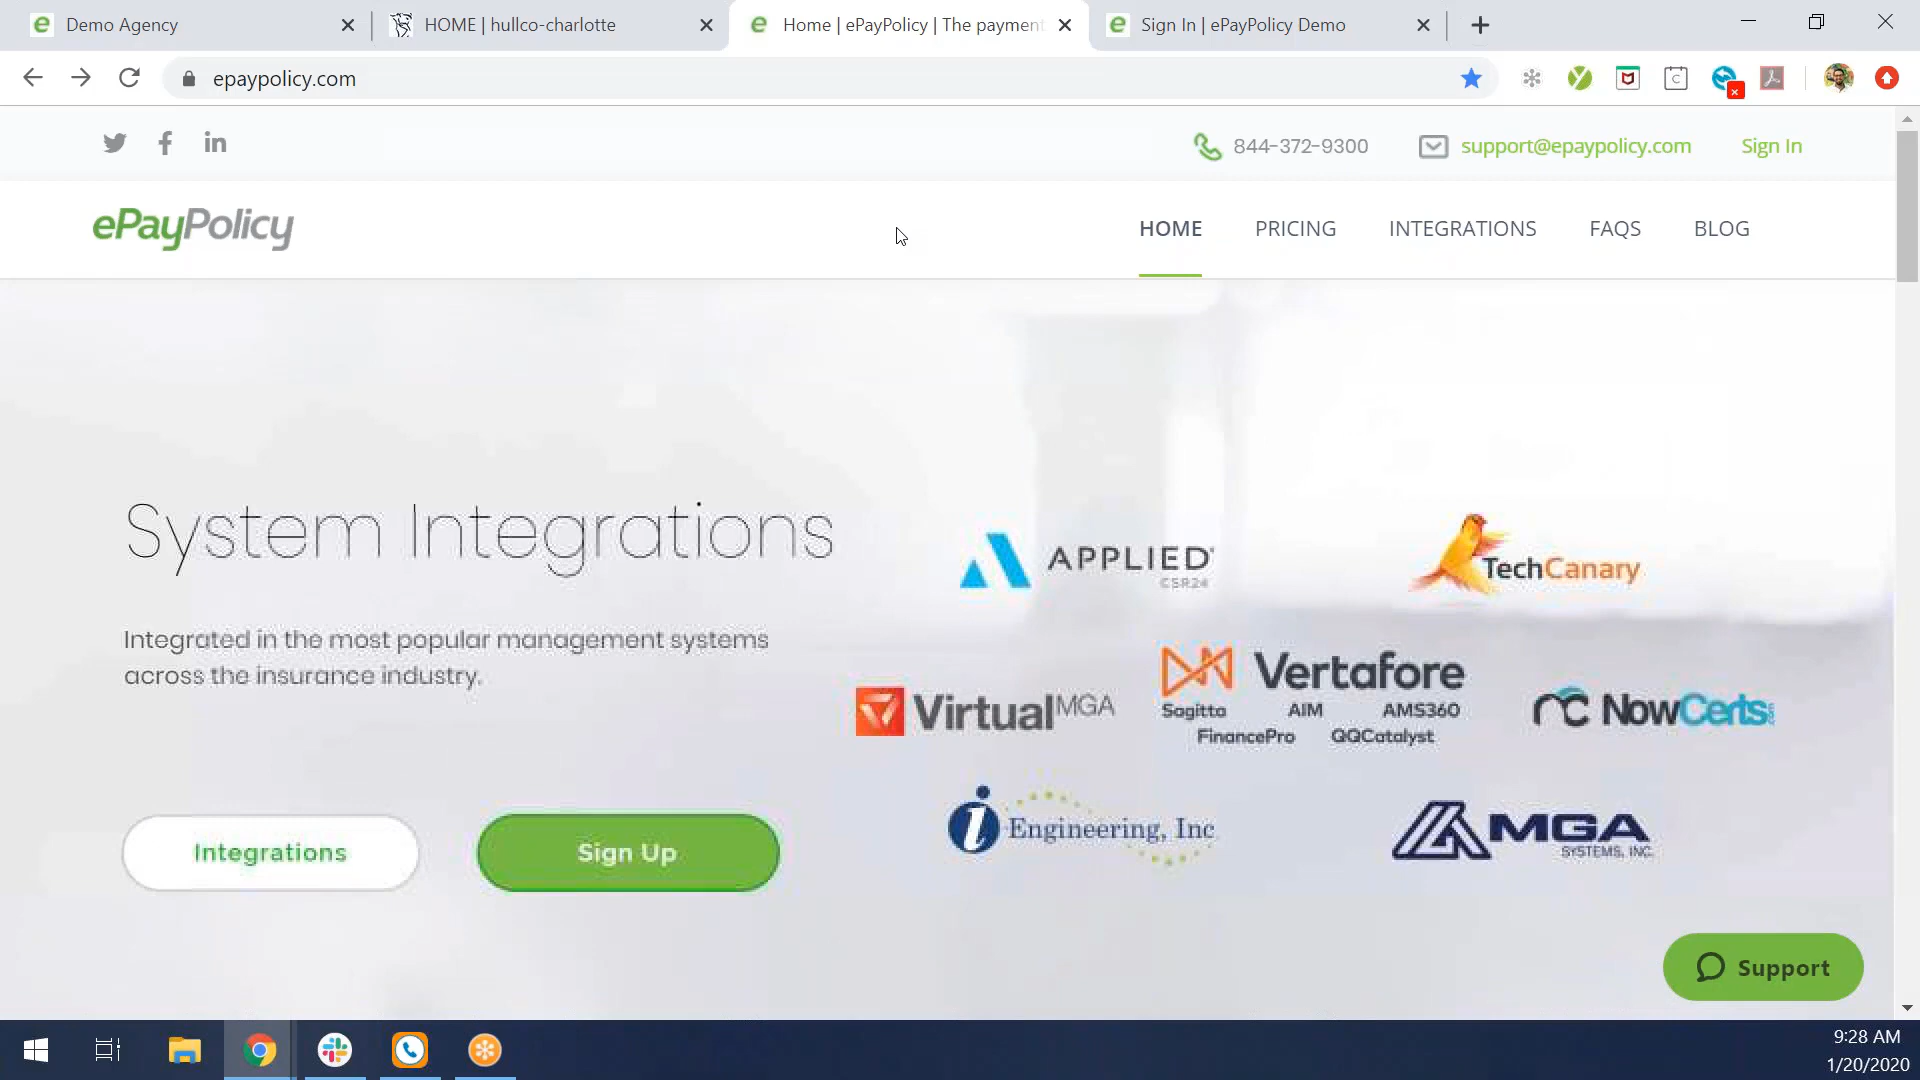 Demo Agency
HOME | hullco-charlotte
Home | ePayPolicy | The payment
Sign In | ePayPolicy Demo
epaypolicy.com
844-372-9300
support@epaypolicy.com
Sign In
ePayPolicy
HOME
PRICING
INTEGRATIONS
FAQS
BLOG
System Integrations
Integrated in the most popular management systems
across the insurance industry.
Integrations
Sign Up
APPLIED
CSR24
TechCanary
VirtualMGA
Vertafore
Sagitta AIM AMS360
FinancePro QQCatalyst
NowCerts.com
i Engineering, Inc
MGA
SYSTEMS, INC.
Support
9:28 AM
1/20/2020